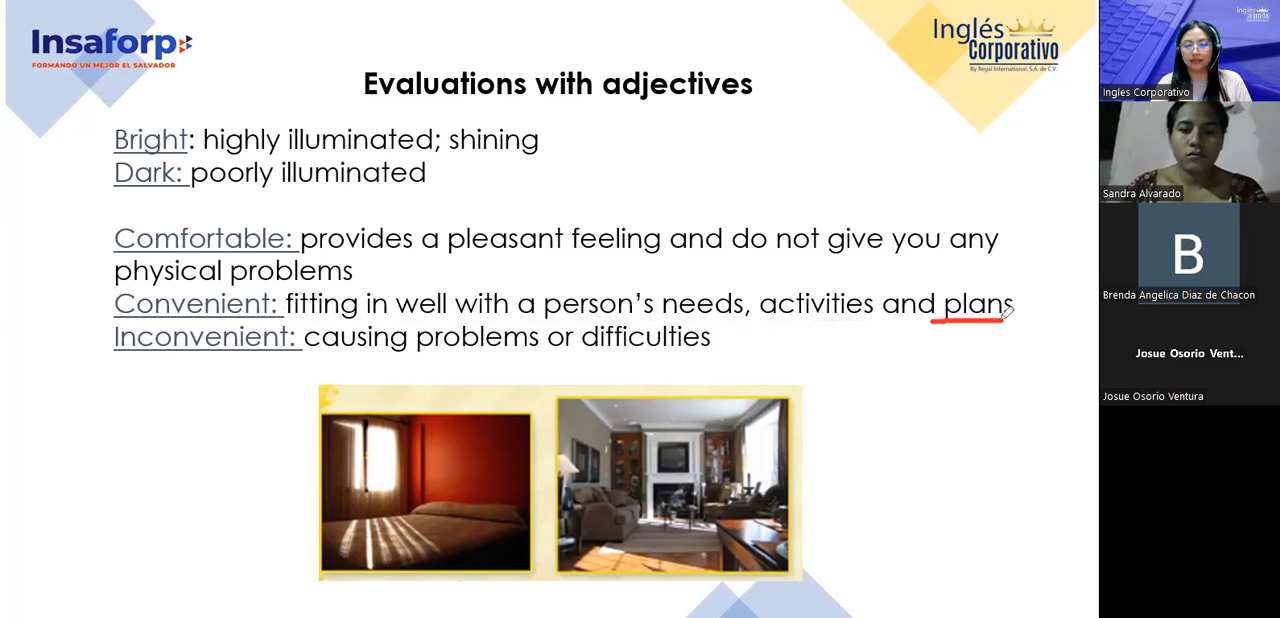 Insaforp
FORMANDO UN MEJOR EL SALVADOR
Inglés
Corporativo
By Regal International, S.A. de C.V.
Evaluations with adjectives
Bright: highly illuminated; shining
Dark: poorly illuminated
Comfortable: provides a pleasant feeling and do not give you any
physical problems
Convenient: fitting in well with a person's needs, activities and plans
Inconvenient: causing problems or difficulties
Ingles Corporativo
Sandra Alvarado
B
Brenda Angelica Diaz de Chacon
Josue Osorio Vent...
Josue Osorio Ventura